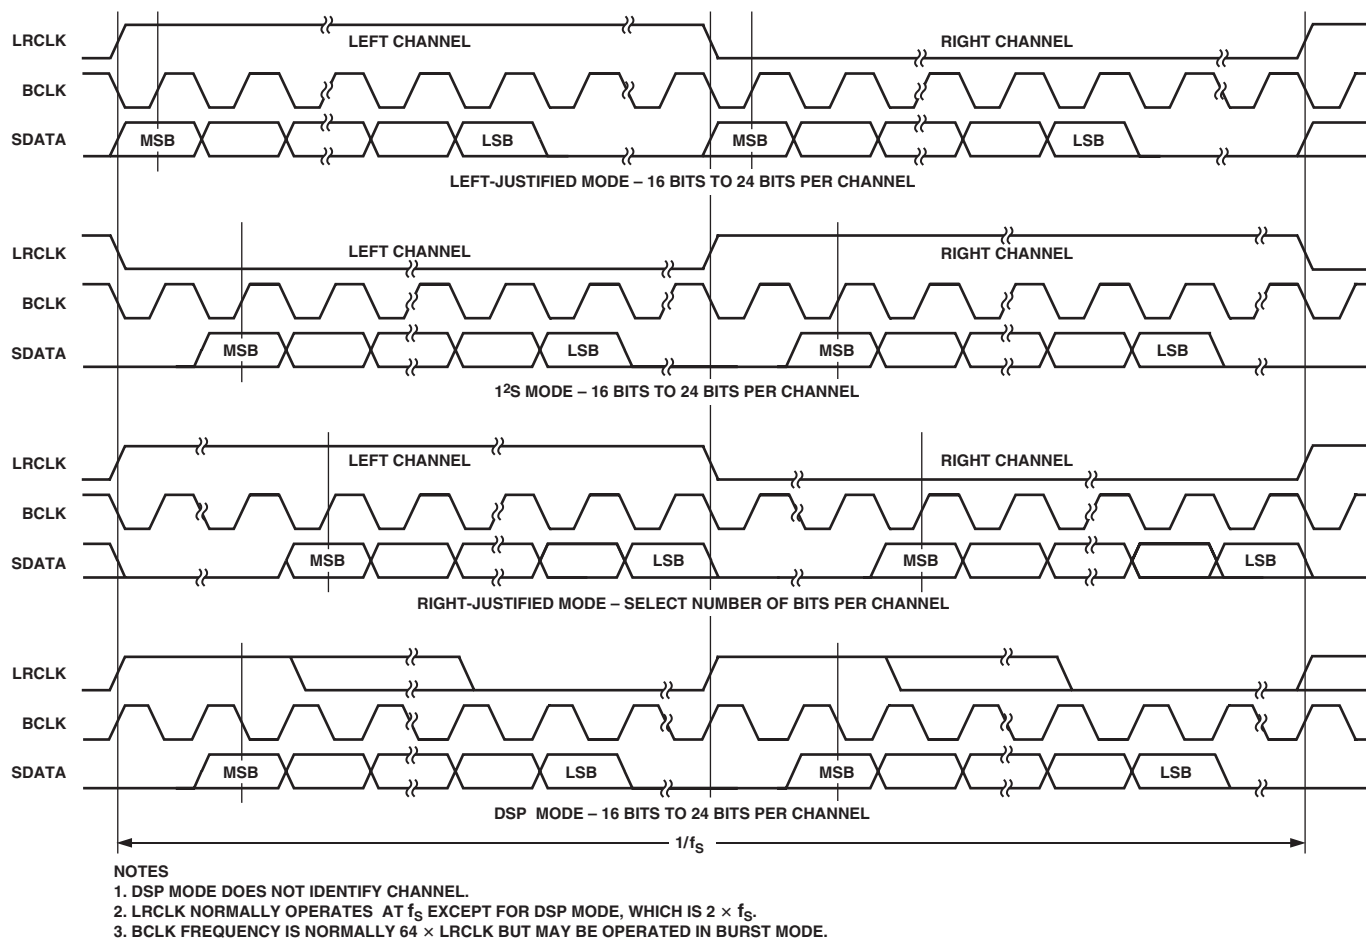 LRCLK LEFT CHANNEL RIGHT CHANNEL
BCLK
SDATA MSB LSB MSB LSB
LEFT-JUSTIFIED MODE – 16 BITS TO 24 BITS PER CHANNEL
LRCLK LEFT CHANNEL RIGHT CHANNEL
BCLK
SDATA MSB LSB MSB LSB
1²S MODE – 16 BITS TO 24 BITS PER CHANNEL
LRCLK LEFT CHANNEL RIGHT CHANNEL
BCLK
SDATA MSB LSB MSB LSB
RIGHT-JUSTIFIED MODE – SELECT NUMBER OF BITS PER CHANNEL
LRCLK
BCLK
SDATA MSB LSB MSB LSB
DSP MODE – 16 BITS TO 24 BITS PER CHANNEL
1/fS
NOTES
1. DSP MODE DOES NOT IDENTIFY CHANNEL.
2. LRCLK NORMALLY OPERATES AT fS EXCEPT FOR DSP MODE, WHICH IS 2 × fS.
3. BCLK FREQUENCY IS NORMALLY 64 × LRCLK BUT MAY BE OPERATED IN BURST MODE.